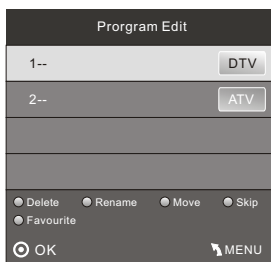 Prorgram Edit
1-- DTV
2-- ATV
Delete Rename Move Skip
Favourite
OK MENU